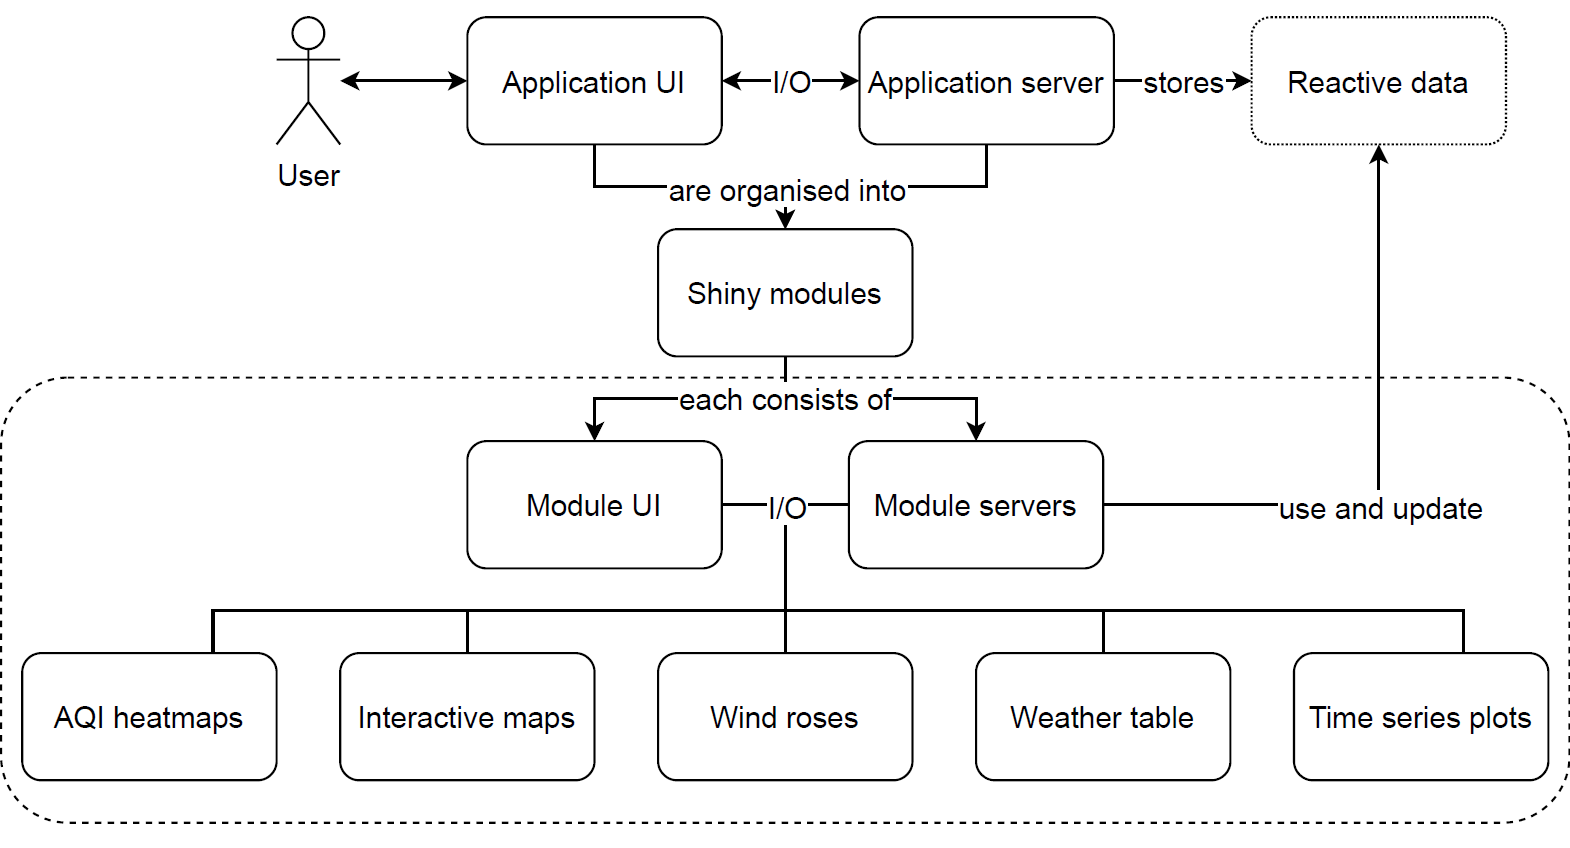 User
Application UI
I/O
Application server
stores
Reactive data
are organised into
Shiny modules
each consists of
Module UI
I/O
Module servers
use and update
AQI heatmaps
Interactive maps
Wind roses
Weather table
Time series plots